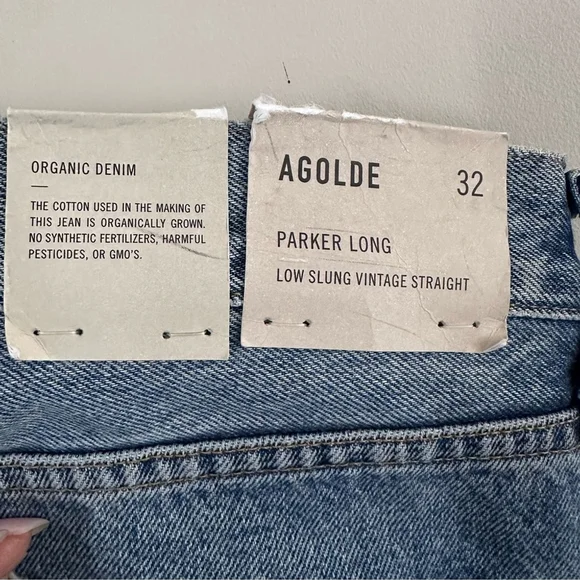 ORGANIC DENIM
THE COTTON USED IN THE MAKING OF
THIS JEAN IS ORGANICALLY GROWN.
NO SYNTHETIC FERTILIZERS, HARMFUL
PESTICIDES, OR GMO'S.
AGOLDE 32
PARKER LONG
LOW SLUNG VINTAGE STRAIGHT